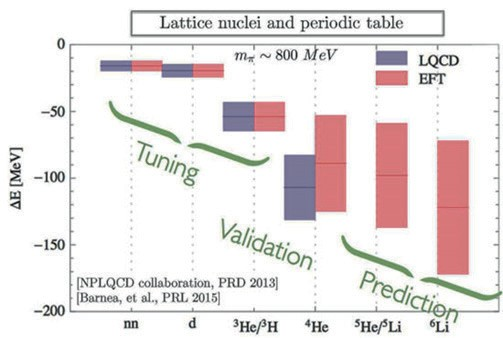 Lattice nuclei and periodic table
0
-50
-100
-150
-200
ΔE [MeV]
mπ ~ 800 MeV
LQCD
EFT
Tuning
Validation
Prediction
[NPLQCD collaboration, PRD 2013]
[Barnea, et al., PRL 2015]
nn d ³He/³H ⁴He ⁵He/⁵Li ⁶Li